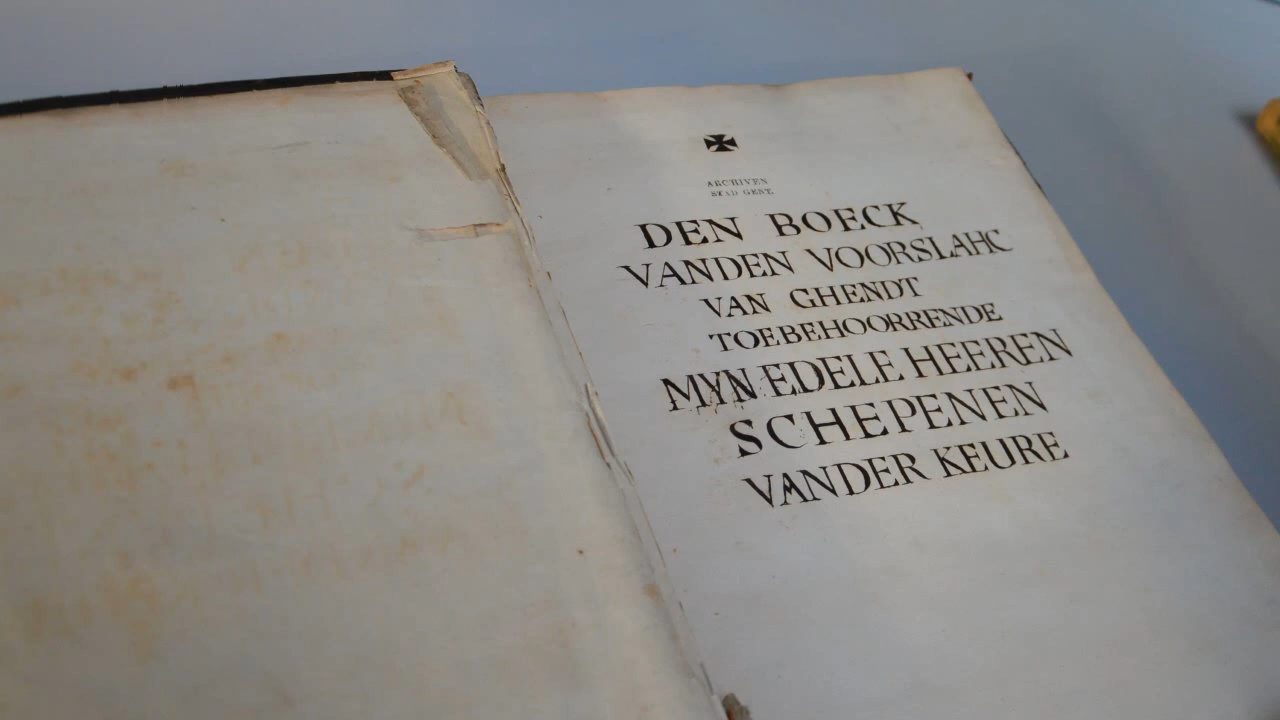 ARCHIVEN
STAD GENT.
DEN BOECK
VANDEN VOORSLAHC
VAN GHENDT
TOEBEHOORRENDE
MYN EDELE HEEREN
SCHEPENEN
VANDER KEURE